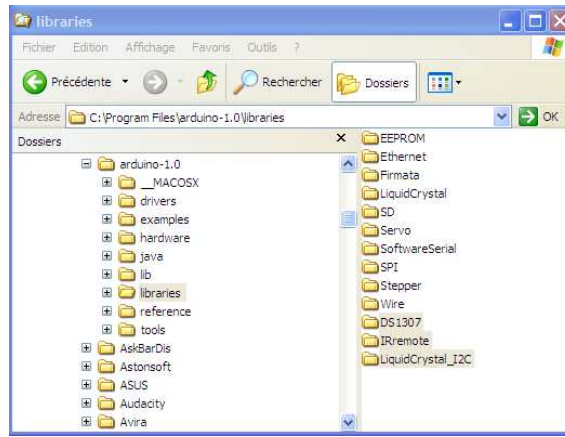 libraries
Fichier Edition Affichage Favoris Outils ?
Précédente Rechercher Dossiers
Adresse C:\Program Files\arduino-1.0\libraries OK
Dossiers
arduino-1.0
__MACOSX
drivers
examples
hardware
java
lib
libraries
reference
tools
AskBarDis
Astonsoft
ASUS
Audacity
Avira
EEPROM
Ethernet
Firmata
LiquidCrystal
SD
Servo
SoftwareSerial
SPI
Stepper
Wire
DS1307
IRremote
LiquidCrystal_I2C